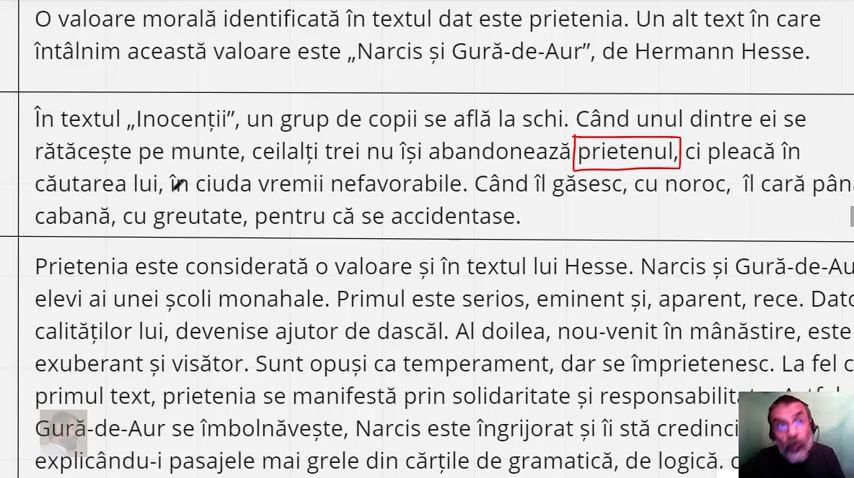 O valoare morală identificată în textul dat este prietenia. Un alt text în care
întâlnim această valoare este „Narcis și Gură-de-Aur”, de Hermann Hesse.
În textul „Inocenții”, un grup de copii se află la schi. Când unul dintre ei se
rătăcește pe munte, ceilalți trei nu își abandonează prietenul, ci pleacă în
căutarea lui, în ciuda vremii nefavorabile. Când îl găsesc, cu noroc, îl cară
cabană, cu greutate, pentru că se accidentase.
Prietenia este considerată o valoare și în textul lui Hesse. Narcis și
elevi ai unei școli monahale. Primul este serios, eminent și, aparent, rece.
calităților lui, devenise ajutor de dascăl. Al doilea, nou-venit în mânăstire, este
exuberant și visător. Sunt opuși ca temperament, dar se împrietenesc. La fel
primul text, prietenia se manifestă prin solidaritate și
Gură-de-Aur se îmbolnăvește, Narcis este îngrijorat și îi stă
explicându-i pasajele mai grele din cărțile de gramatică, de logică.